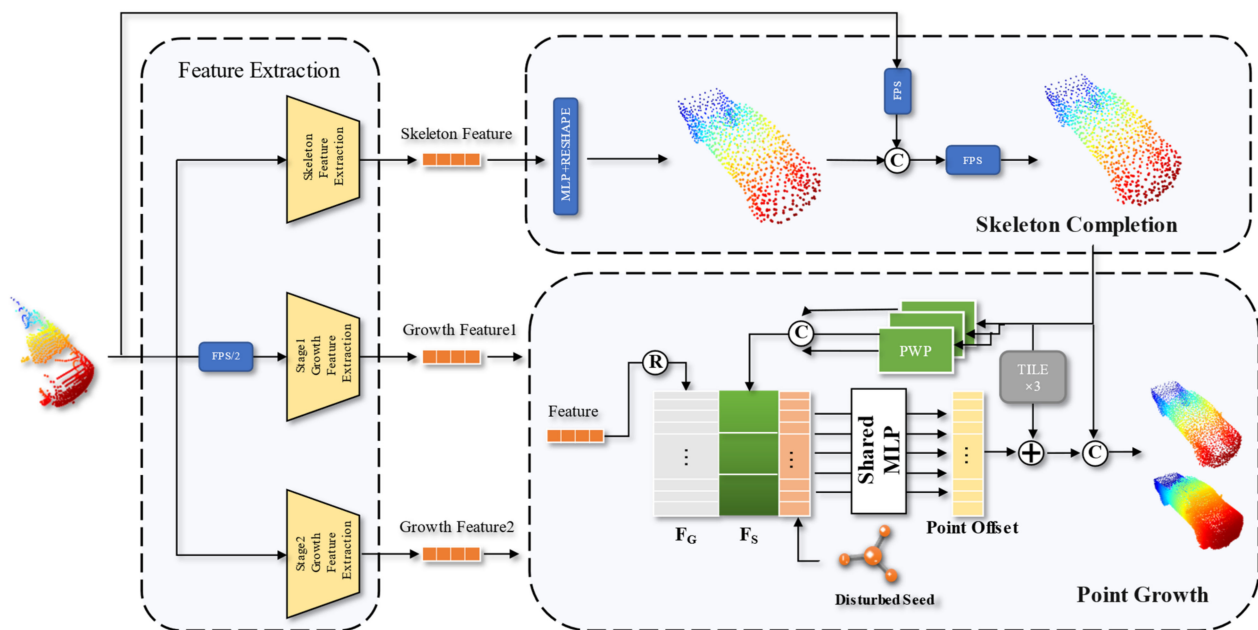 Feature Extraction
Skeleton
Feature
Extraction
Skeleton Feature
MLP+RESHAPE
FPS
C
FPS
Skeleton Completion
FPS/2
Stage1
Growth
Feature
Extraction
Growth Feature1
Stage2
Growth
Feature
Extraction
Growth Feature2
C
PWP
TILE
×3
R
Feature
...
...
Shared
MLP
...
+
C
F_G
F_S
Point Offset
Disturbed Seed
Point Growth